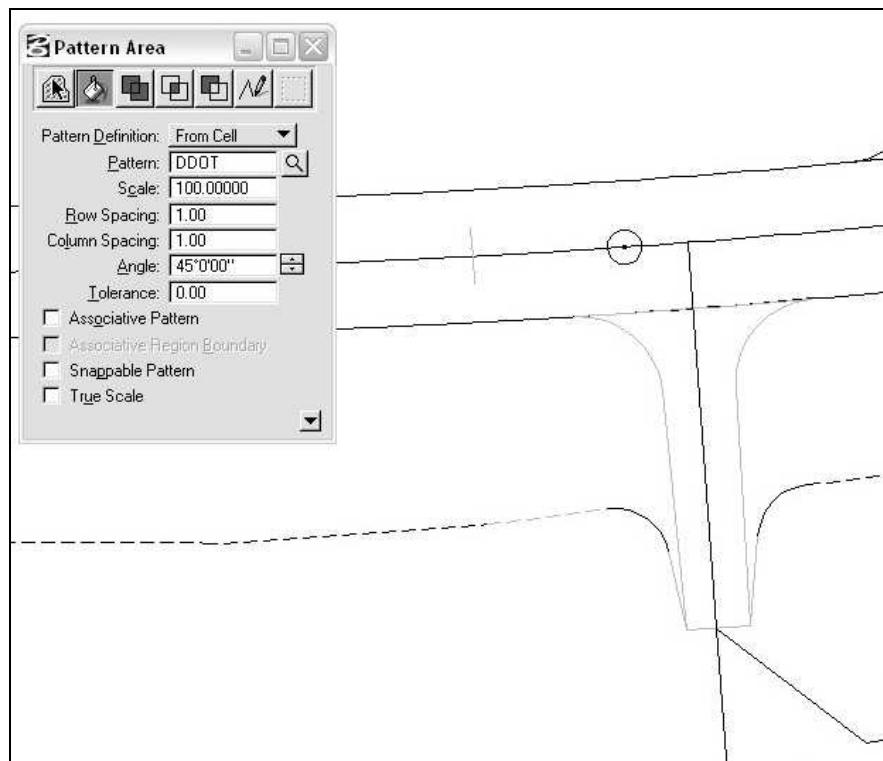 Pattern Area
Pattern Definition: From Cell
Pattern: DDOT
Scale: 100.00000
Row Spacing: 1.00
Column Spacing: 1.00
Angle: 45°0'00"
Tolerance: 0.00
Associative Pattern
Associative Region Boundary
Snappable Pattern
True Scale